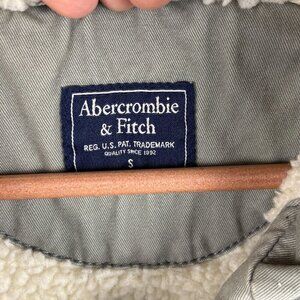 Abercrombie
& Fitch
REG. U.S. PAT. TRADEMARK
QUALITY SINCE 1892
S